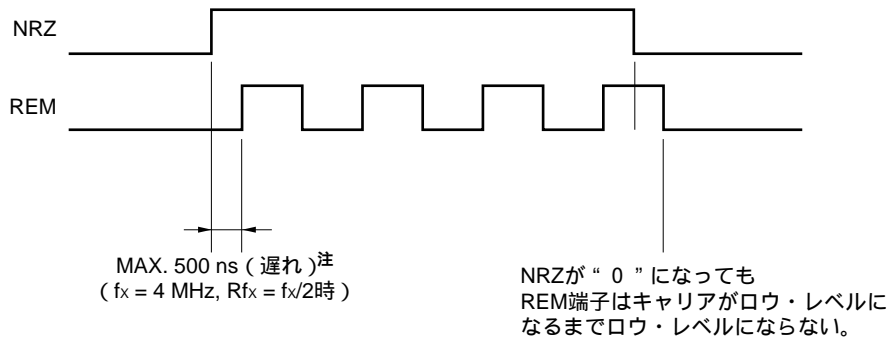 NRZ
REM
MAX. 500 ns（遅れ）注
（fX = 4 MHz, RfX = fX/2時）
NRZが“ 0 ”になっても
REM端子はキャリアがロウ・レベルに
なるまでロウ・レベルにならない。